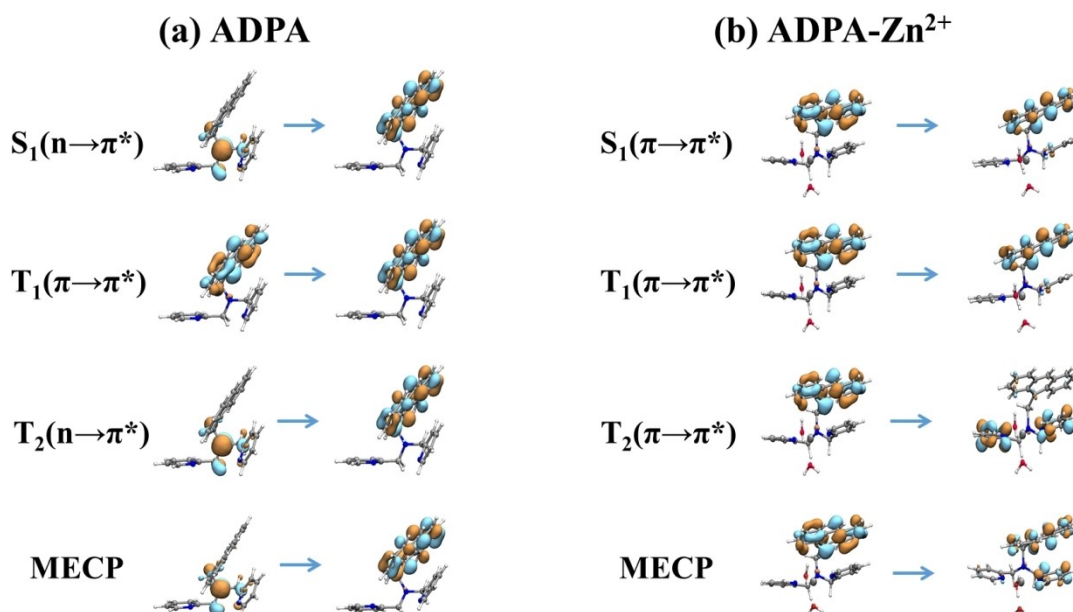 (a) ADPA
(b) ADPA-Zn²⁺
S₁(n→π*)
S₁(π→π*)
T₁(π→π*)
T₁(π→π*)
T₂(n→π*)
T₂(π→π*)
MECP
MECP